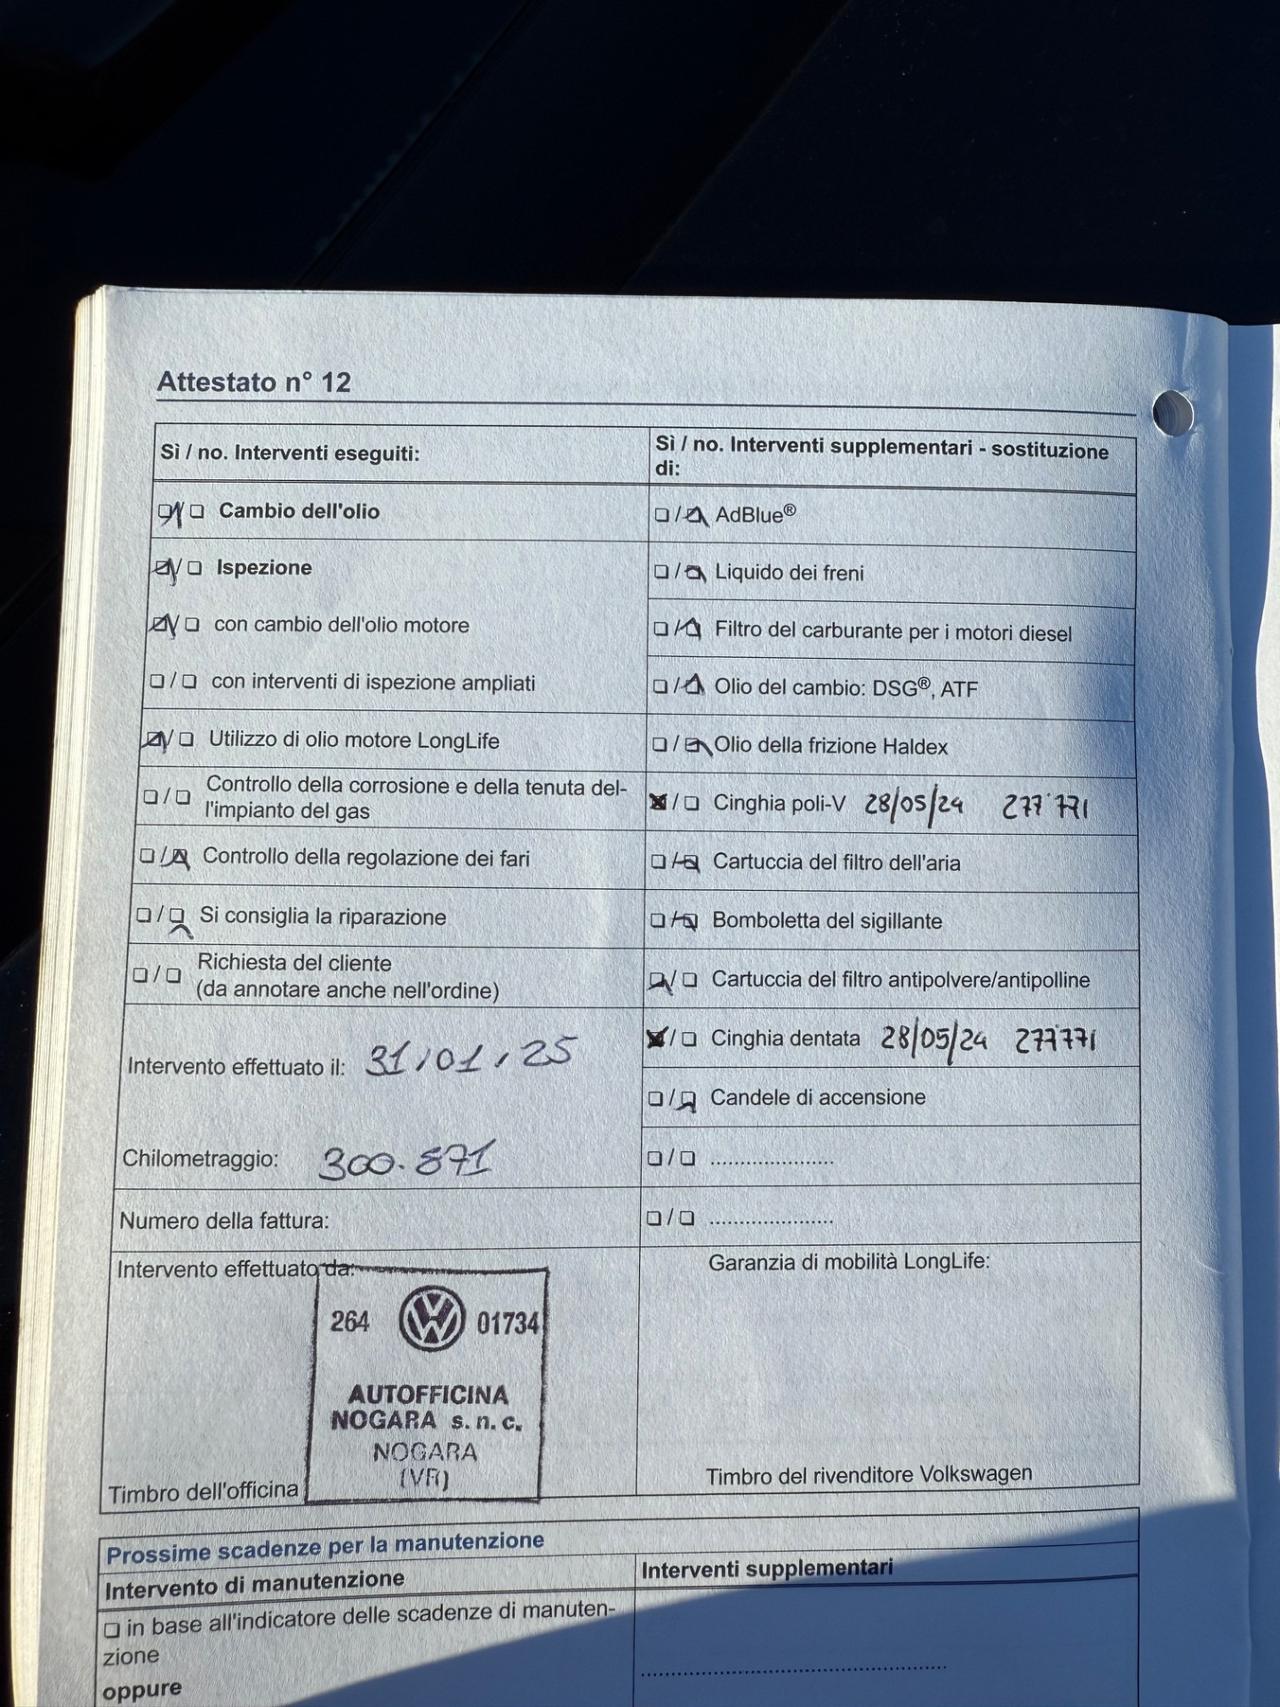 Attestato n° 12
Sì / no. Interventi eseguiti:
Cambio dell'olio
Ispezione
con cambio dell'olio motore
con interventi di ispezione ampliati
Utilizzo di olio motore LongLife
Controllo della corrosione e della tenuta del-
l'impianto del gas
Controllo della regolazione dei fari
Si consiglia la riparazione
Richiesta del cliente
(da annotare anche nell'ordine)
Intervento effettuato il: 31/01/25
Chilometraggio: 300.871
Numero della fattura:
Intervento effettuato da:
264 VW 01734
AUTOFFICINA
NOGARA s.n.c.
NOGARA
(VR)
Timbro dell'officina
Sì / no. Interventi supplementari - sostituzione
di:
AdBlue®
Liquido dei freni
Filtro del carburante per i motori diesel
Olio del cambio: DSG®, ATF
Olio della frizione Haldex
Cinghia poli-V 28/05/24 277'771
Cartuccia del filtro dell'aria
Bomboletta del sigillante
Cartuccia del filtro antipolvere/antipolline
Cinghia dentata 28/05/24 277771
Candele di accensione
.....................
.....................
Garanzia di mobilità LongLife:
Timbro del rivenditore Volkswagen
Prossime scadenze per la manutenzione
Intervento di manutenzione
in base all'indicatore delle scadenze di manuten-
zione
oppure
Interventi supplementari